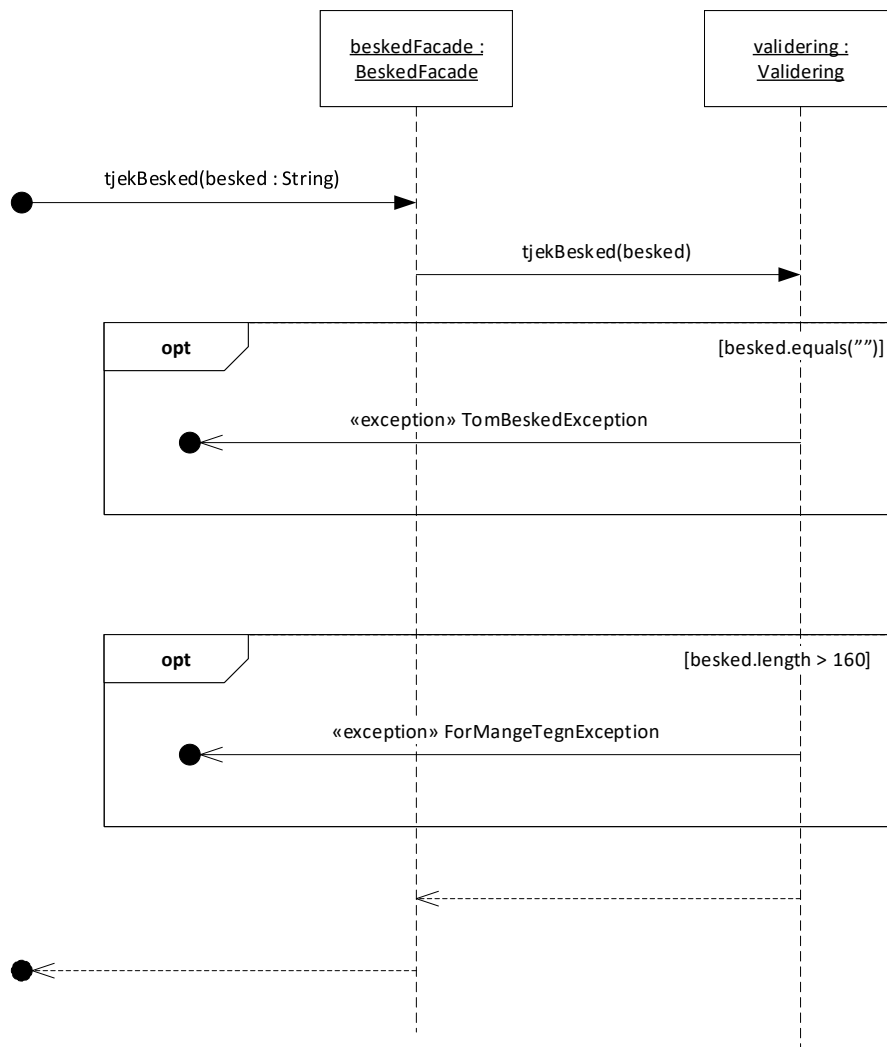 beskedFacade :
BeskedFacade
validering :
Validering
tjekBesked(besked : String)
tjekBesked(besked)
opt
[besked.equals(””)]
«exception» TomBeskedException
opt
[besked.length > 160]
«exception» ForMangeTegnException